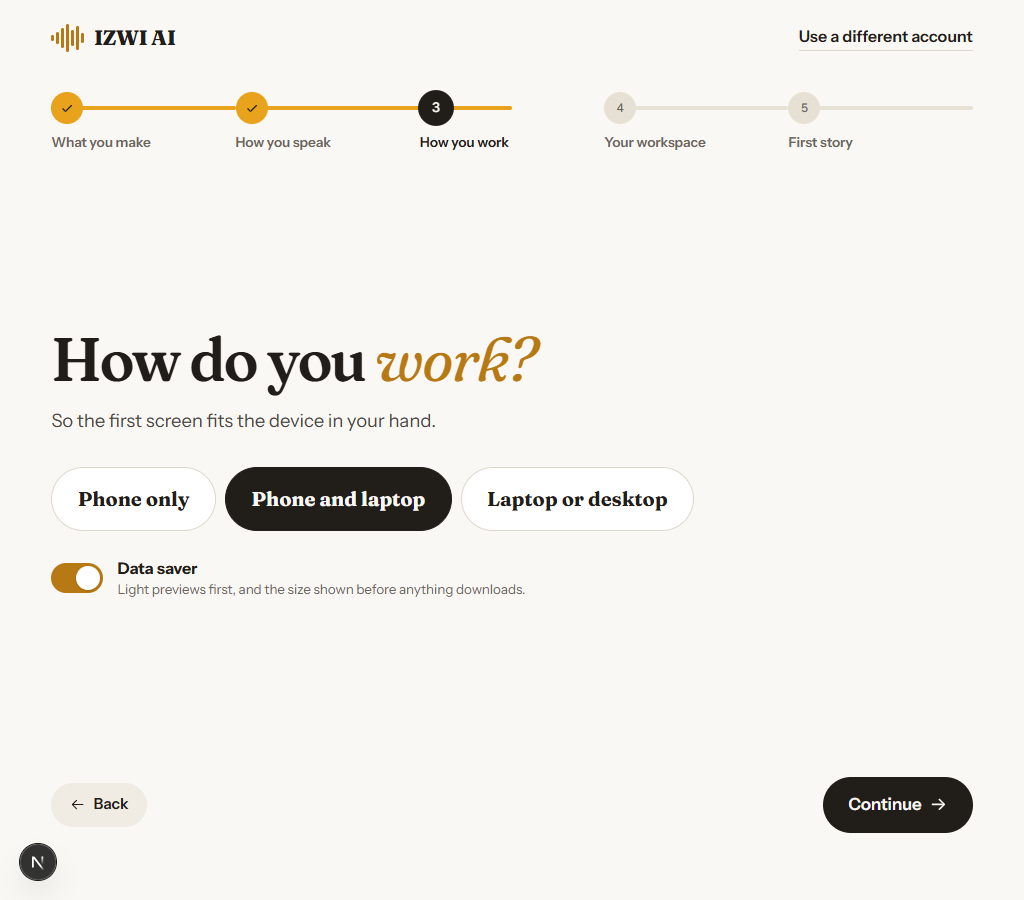 IZWI AI
Use a different account
3
4
5
What you make
How you speak
How you work
Your workspace
First story
How do you work?
So the first screen fits the device in your hand.
Phone only
Phone and laptop
Laptop or desktop
Data saver
Light previews first, and the size shown before anything downloads.
← Back
Continue →
N